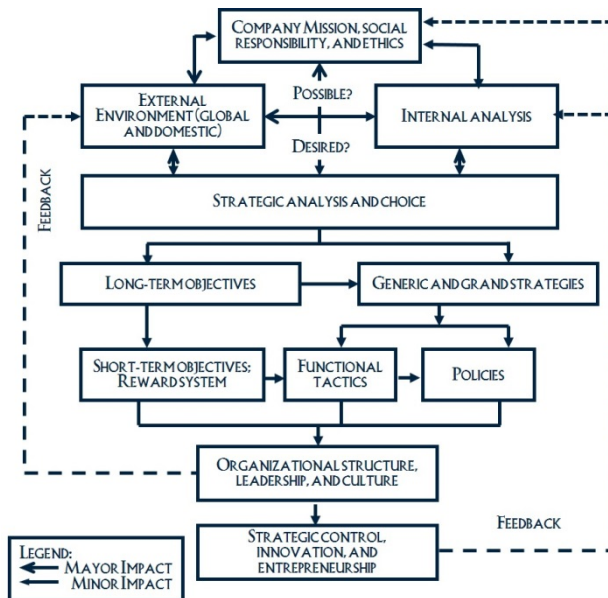 COMPANY MISSION, SOCIAL
RESPONSIBILITY, AND ETHICS
EXTERNAL
ENVIRONMENT (GLOBAL
AND DOMESTIC)
POSSIBLE?
INTERNAL ANALYSIS
DESIRED?
FEEDBACK
STRATEGIC ANALYSIS AND CHOICE
LONG-TERM OBJECTIVES
GENERIC AND GRAND STRATEGIES
SHORT-TERM OBJECTIVES;
REWARD SYSTEM
FUNCTIONAL
TACTICS
POLICIES
ORGANIZATIONAL STRUCTURE,
LEADERSHIP, AND CULTURE
STRATEGIC CONTROL,
INNOVATION, AND
ENTREPRENEURSHIP
FEEDBACK
LEGEND:
MAYOR IMPACT
MINOR IMPACT